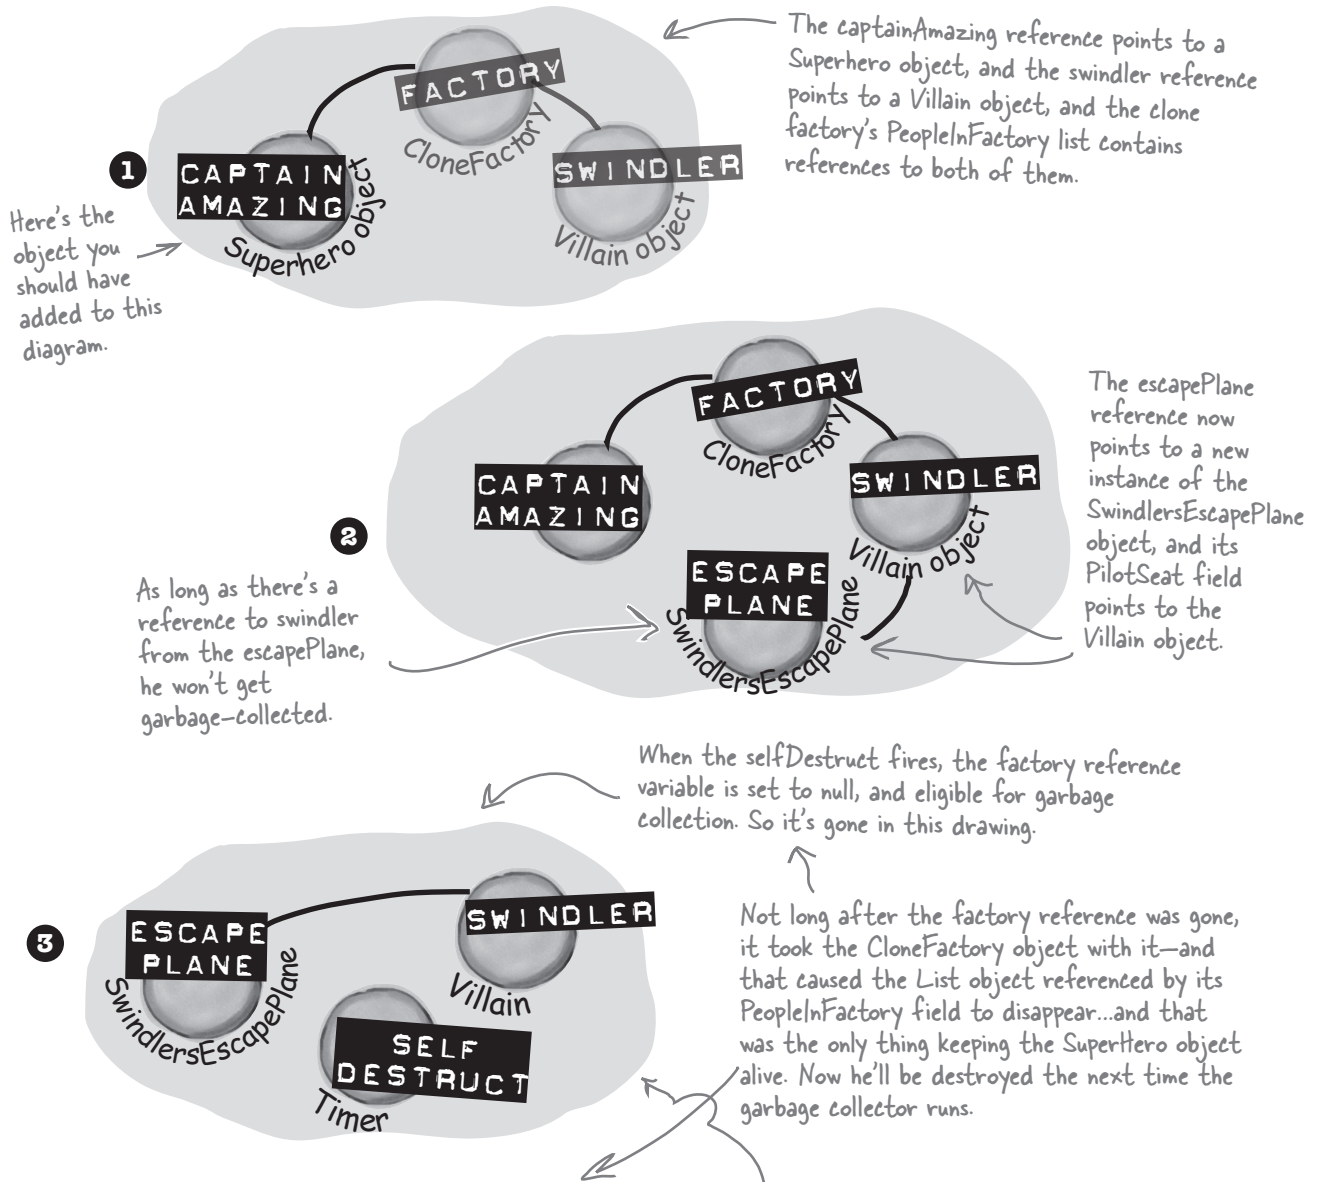 The captainAmazing reference points to a
Superhero object, and the swindler reference
points to a Villain object, and the clone
factory's PeopleInFactory list contains
references to both of them.
FACTORY
CloneFactory
1
CAPTAIN
AMAZING
Superhero object
SWINDLER
Villain object
Here's the
object you
should have
added to this
diagram.
FACTORY
CloneFactory
CAPTAIN
AMAZING
SWINDLER
Villain object
2
ESCAPE
PLANE
SwindlersEscapePlane
The escapePlane
reference now
points to a new
instance of the
SwindlersEscapePlane
object, and its
PilotSeat field
points to the
Villain object.
As long as there's a
reference to swindler
from the escapePlane,
he won't get
garbage-collected.
When the selfDestruct fires, the factory reference
variable is set to null, and eligible for garbage
collection. So it's gone in this drawing.
3
ESCAPE
PLANE
SwindlersEscapePlane
SWINDLER
Villain
SELF
DESTRUCT
Timer
Not long after the factory reference was gone,
it took the CloneFactory object with it—and
that caused the List object referenced by its
PeopleInFactory field to disappear...and that
was the only thing keeping the SuperHero object
alive. Now he'll be destroyed the next time the
garbage collector runs.